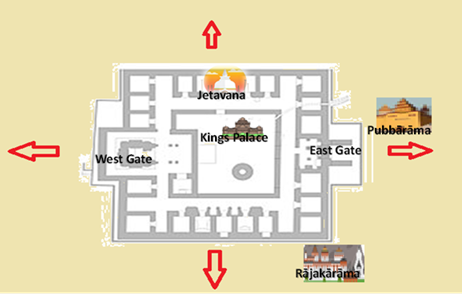 Jetavana
Kings Palace
Pubbārāma
West Gate
East Gate
Rājakārāma